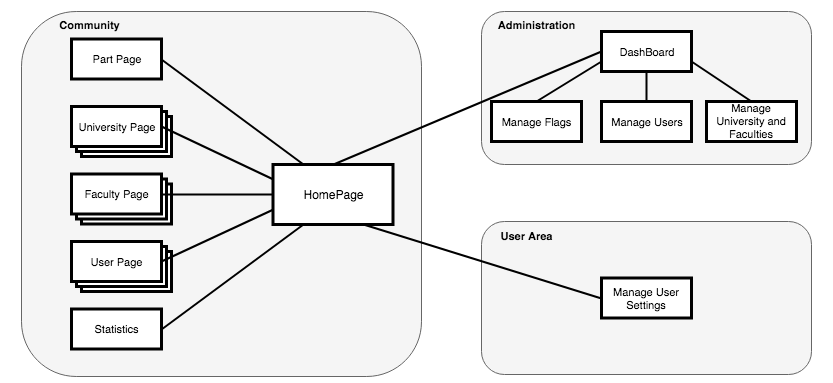 Community
Part Page
University Page
Faculty Page
User Page
Statistics
HomePage
Administration
DashBoard
Manage Flags
Manage Users
Manage
University and
Faculties
User Area
Manage User
Settings